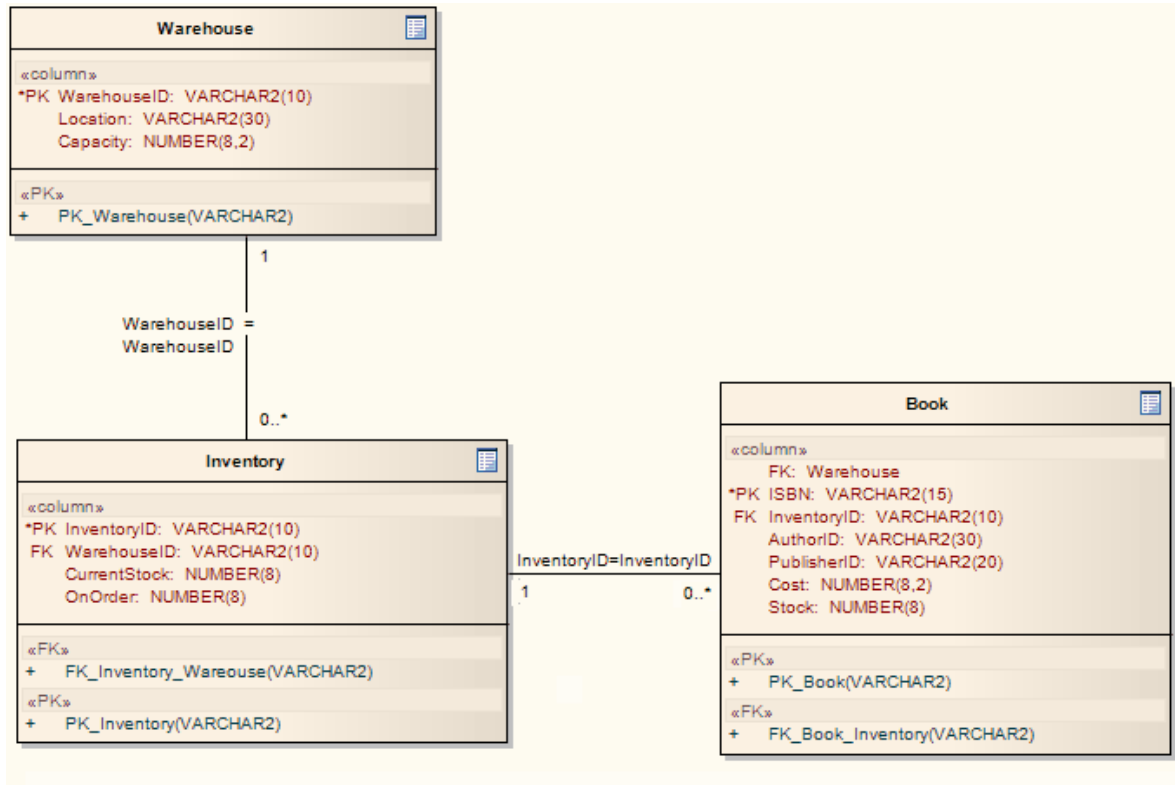 Warehouse
«column»
*PK WarehouseID: VARCHAR2(10)
Location: VARCHAR2(30)
Capacity: NUMBER(8,2)
«PK»
+ PK_Warehouse(VARCHAR2)
1
WarehouseID =
WarehouseID
0..*
Inventory
«column»
*PK InventoryID: VARCHAR2(10)
FK WarehouseID: VARCHAR2(10)
CurrentStock: NUMBER(8)
OnOrder: NUMBER(8)
«FK»
+ FK_Inventory_Wareouse(VARCHAR2)
«PK»
+ PK_Inventory(VARCHAR2)
InventoryID=InventoryID
1 0..*
Book
«column»
FK: Warehouse
*PK ISBN: VARCHAR2(15)
FK InventoryID: VARCHAR2(10)
AuthorID: VARCHAR2(30)
PublisherID: VARCHAR2(20)
Cost: NUMBER(8,2)
Stock: NUMBER(8)
«PK»
+ PK_Book(VARCHAR2)
«FK»
+ FK_Book_Inventory(VARCHAR2)